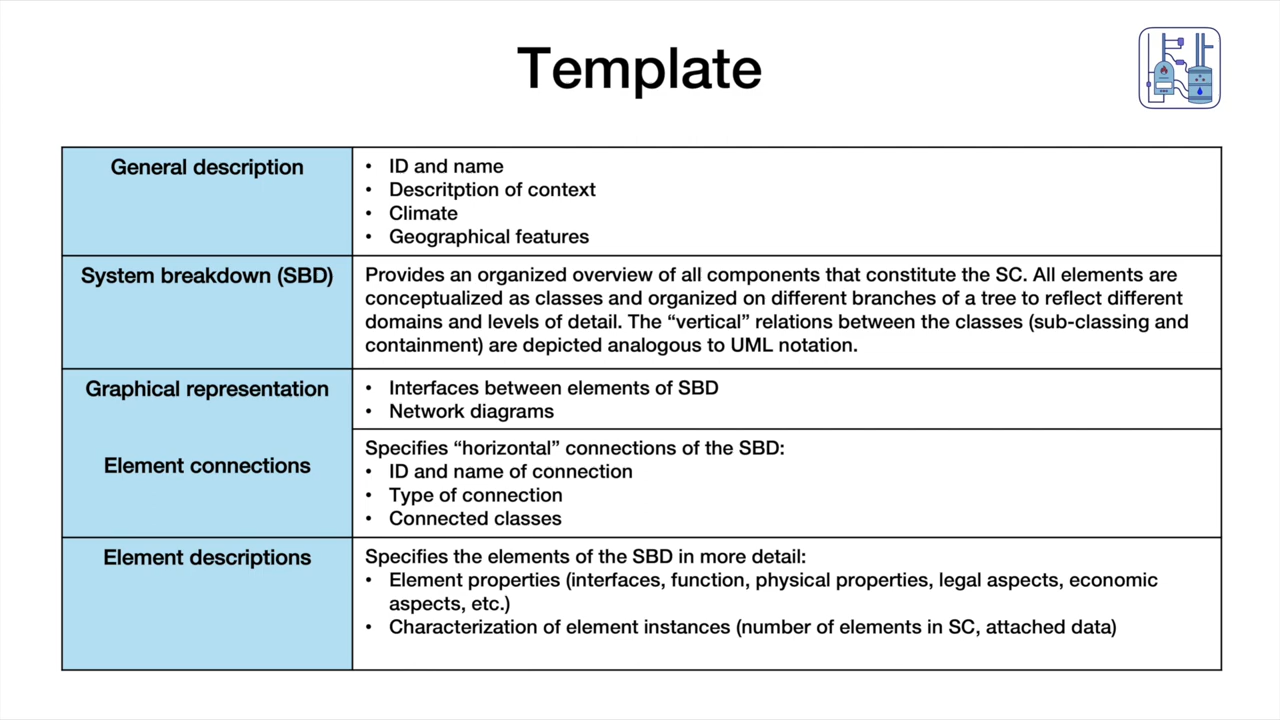 Template
General description
• ID and name
• Descritption of context
• Climate
• Geographical features
System breakdown (SBD)
Provides an organized overview of all components that constitute the SC. All elements are
conceptualized as classes and organized on different branches of a tree to reflect different
domains and levels of detail. The “vertical” relations between the classes (sub-classing and
containment) are depicted analogous to UML notation.
Graphical representation
• Interfaces between elements of SBD
• Network diagrams
Element connections
Specifies “horizontal” connections of the SBD:
• ID and name of connection
• Type of connection
• Connected classes
Element descriptions
Specifies the elements of the SBD in more detail:
• Element properties (interfaces, function, physical properties, legal aspects, economic
aspects, etc.)
• Characterization of element instances (number of elements in SC, attached data)